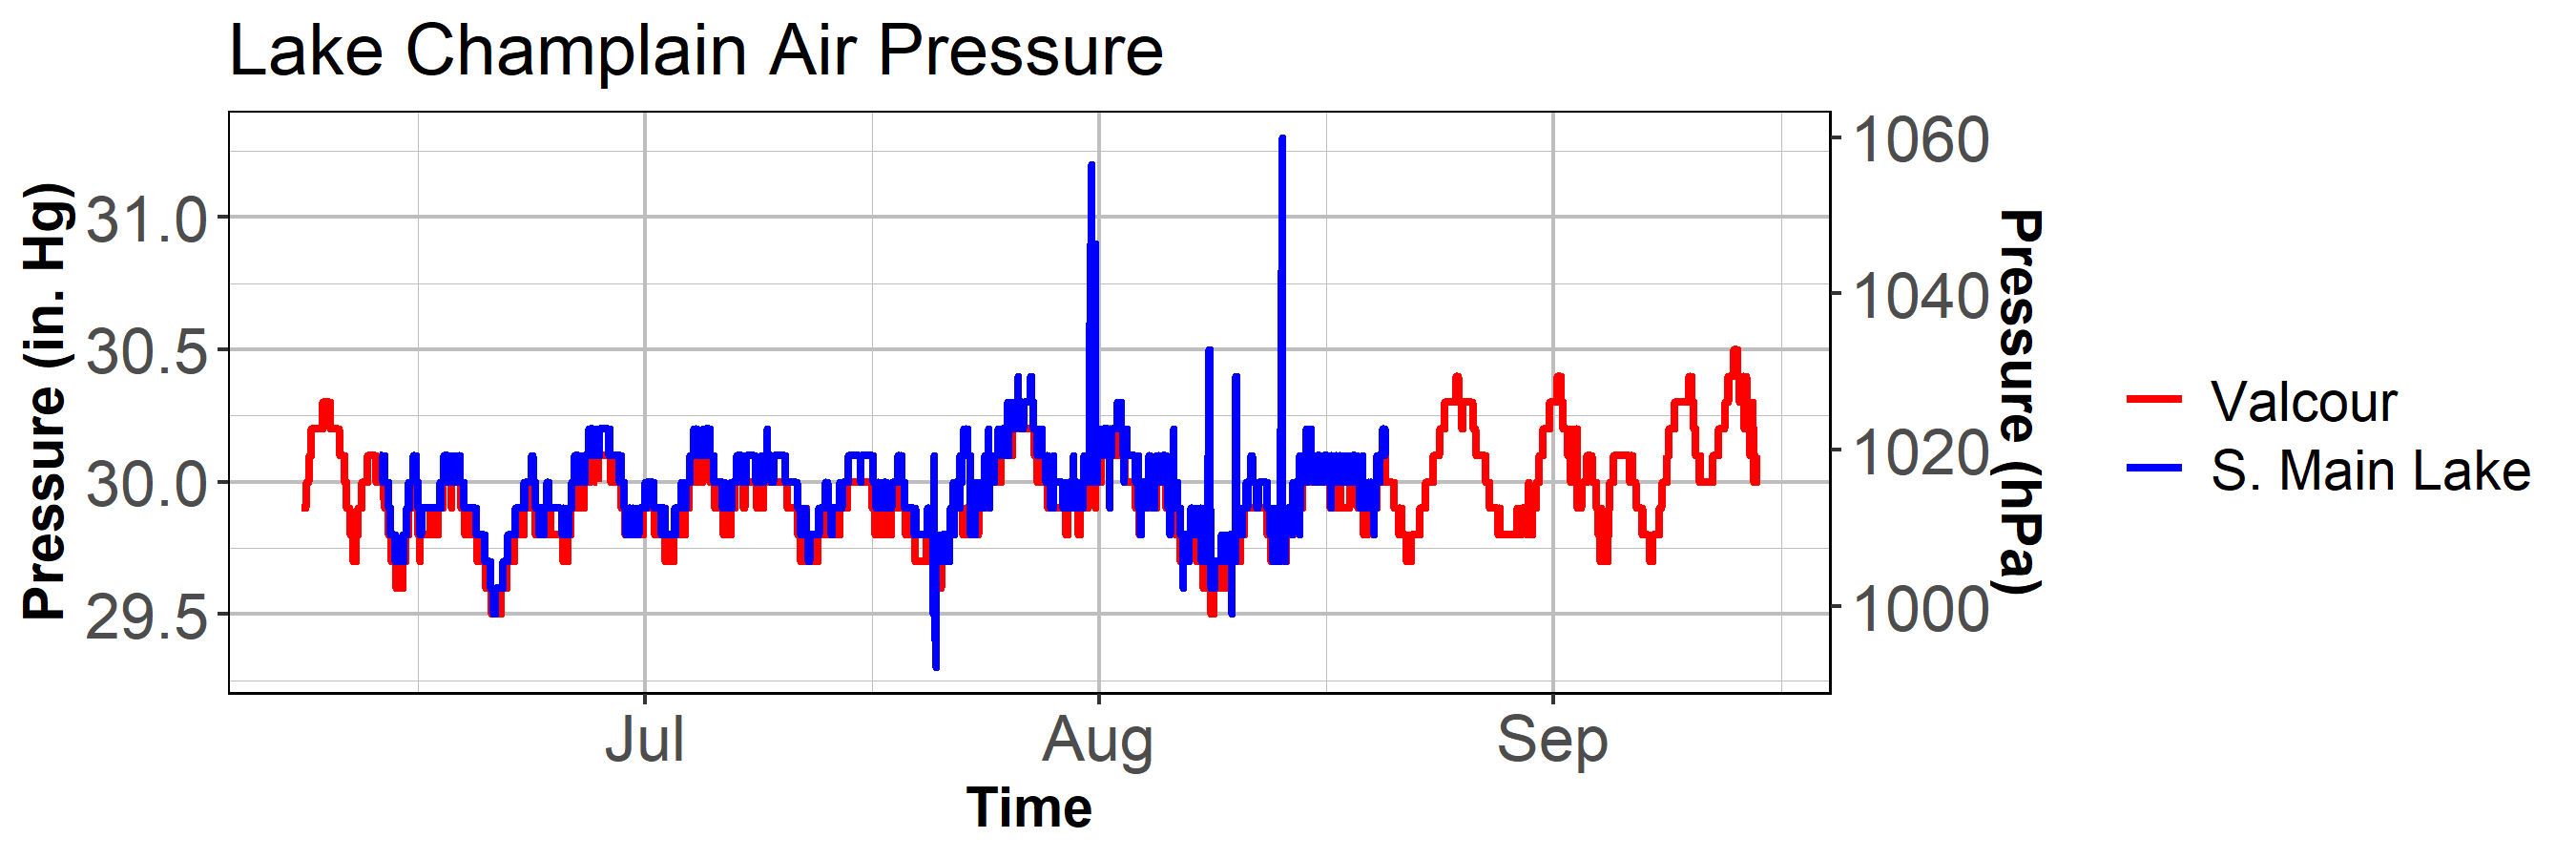 Lake Champlain Air Pressure
Pressure (in. Hg)
31.0
30.5
30.0
29.5
1060
1040
1020
1000
Pressure (hPa)
Jul
Aug
Sep
Time
Valcour
S. Main Lake